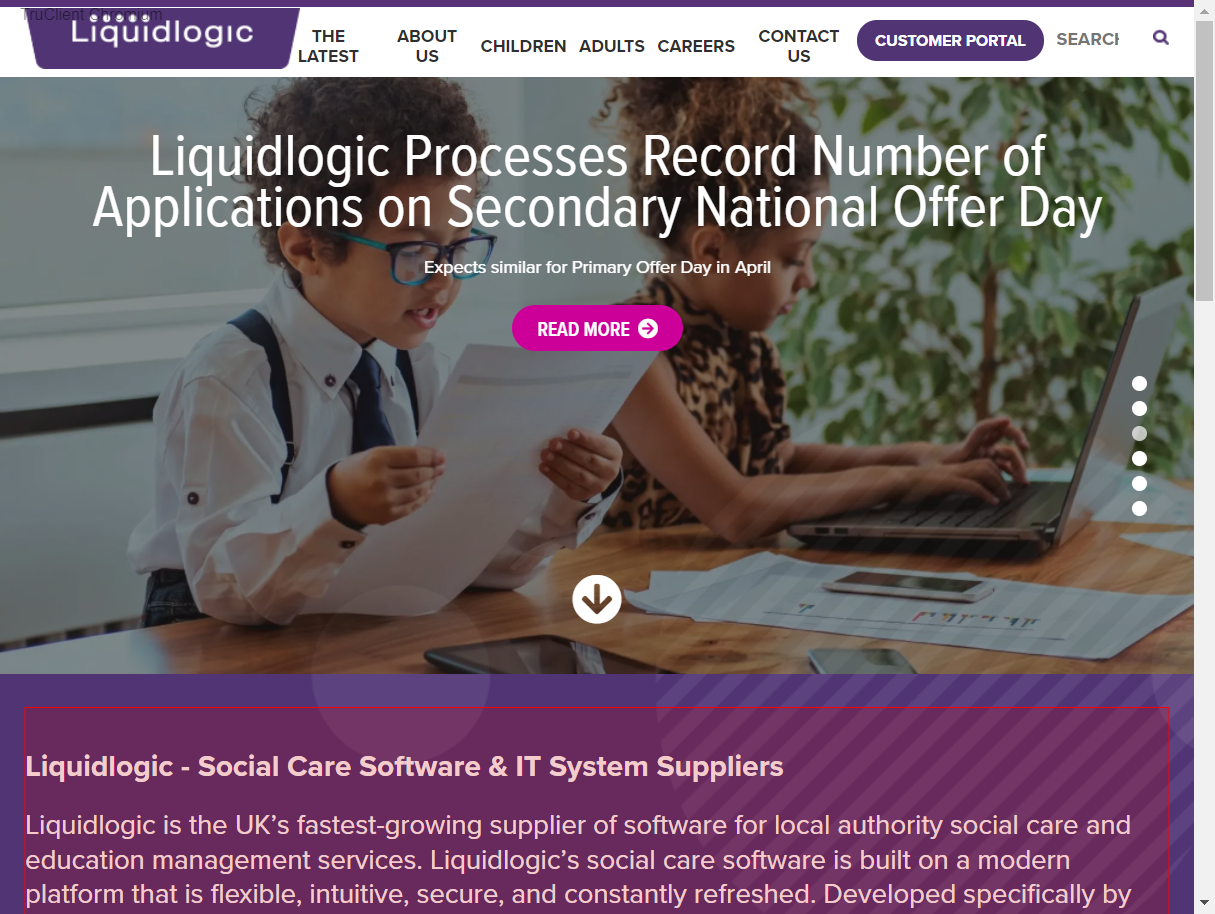 TruClient Chromium
Liquidlogic
THE LATEST
ABOUT US
CHILDREN
ADULTS
CAREERS
CONTACT US
CUSTOMER PORTAL
SEARCH
Liquidlogic Processes Record Number of
Applications on Secondary National Offer Day
Expects similar for Primary Offer Day in April
READ MORE
Liquidlogic - Social Care Software & IT System Suppliers
Liquidlogic is the UK’s fastest-growing supplier of software for local authority social care and
education management services. Liquidlogic’s social care software is built on a modern
platform that is flexible, intuitive, secure, and constantly refreshed. Developed specifically by